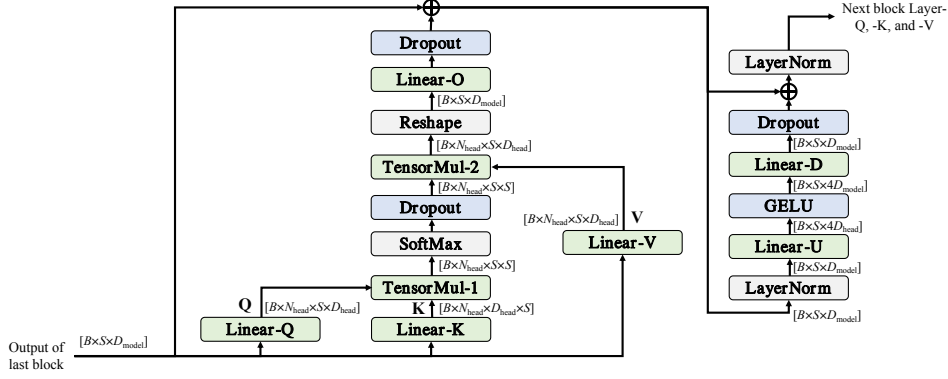 Next block Layer-
Q, -K, and -V
Dropout
LayerNorm
Linear-O
[B×S×D_model]
Reshape
Dropout
[B×N_head×S×D_head]
[B×S×D_model]
TensorMul-2
Linear-D
[B×N_head×S×S]
[B×S×4D_model]
Dropout
GELU
[B×N_head×S×D_head]
V
[B×S×4D_head]
SoftMax
Linear-V
Linear-U
[B×N_head×S×S]
[B×S×D_model]
TensorMul-1
LayerNorm
Q
[B×N_head×S×D_head]
K
[B×N_head×D_head×S]
[B×S×D_model]
Linear-Q
Linear-K
Output of
last block
[B×S×D_model]